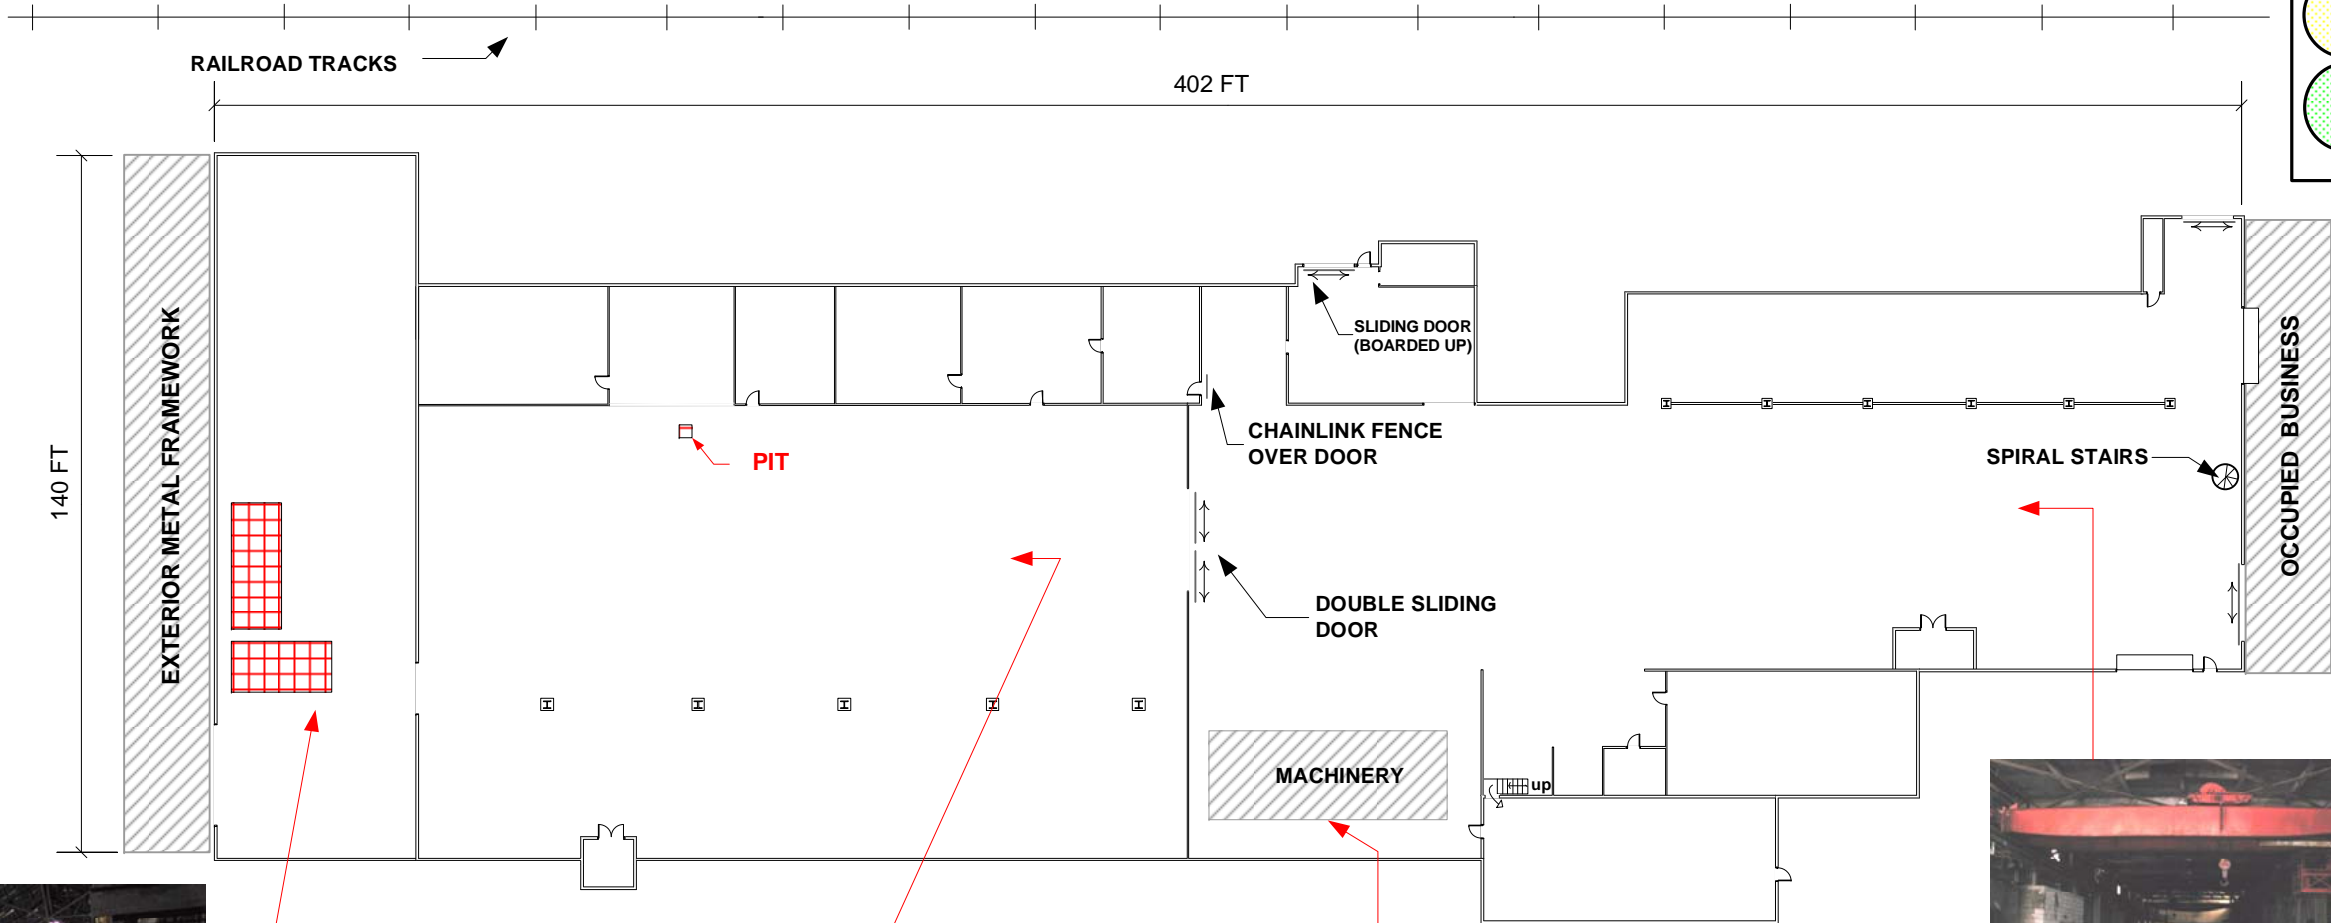 RAILROAD TRACKS
402 FT
140 FT
EXTERIOR METAL FRAMEWORK
SLIDING DOOR
(BOARDED UP)
CHAINLINK FENCE
OVER DOOR
PIT
SPIRAL STAIRS
OCCUPIED BUSINESS
DOUBLE SLIDING
DOOR
MACHINERY
up